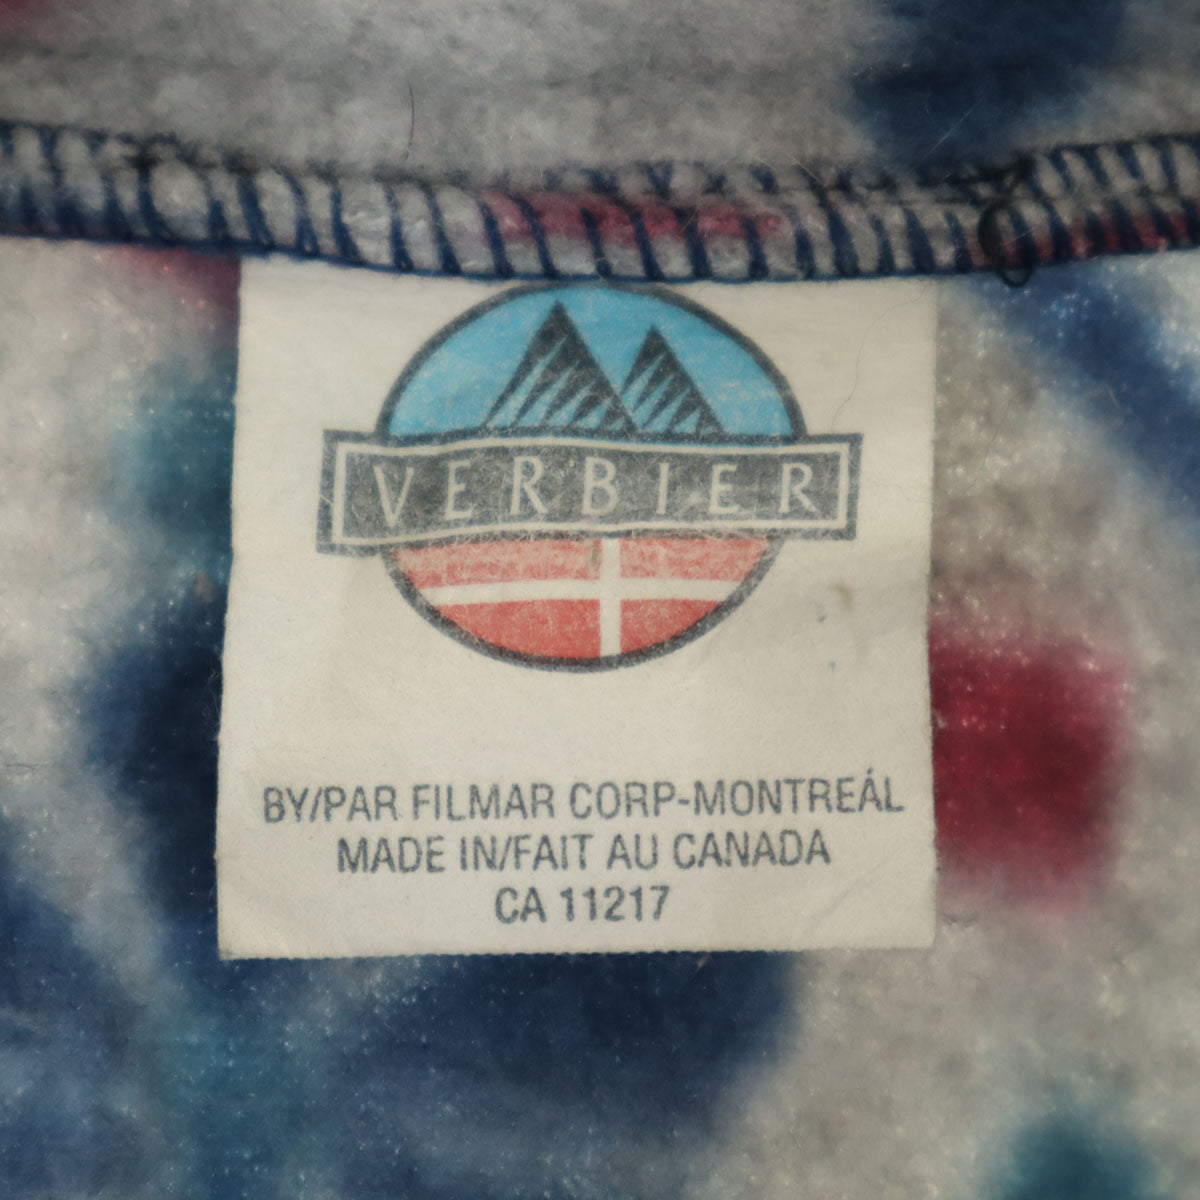 VERBIER
BY/PAR FILMAR CORP-MONTREÁL
MADE IN/FAIT AU CANADA
CA 11217